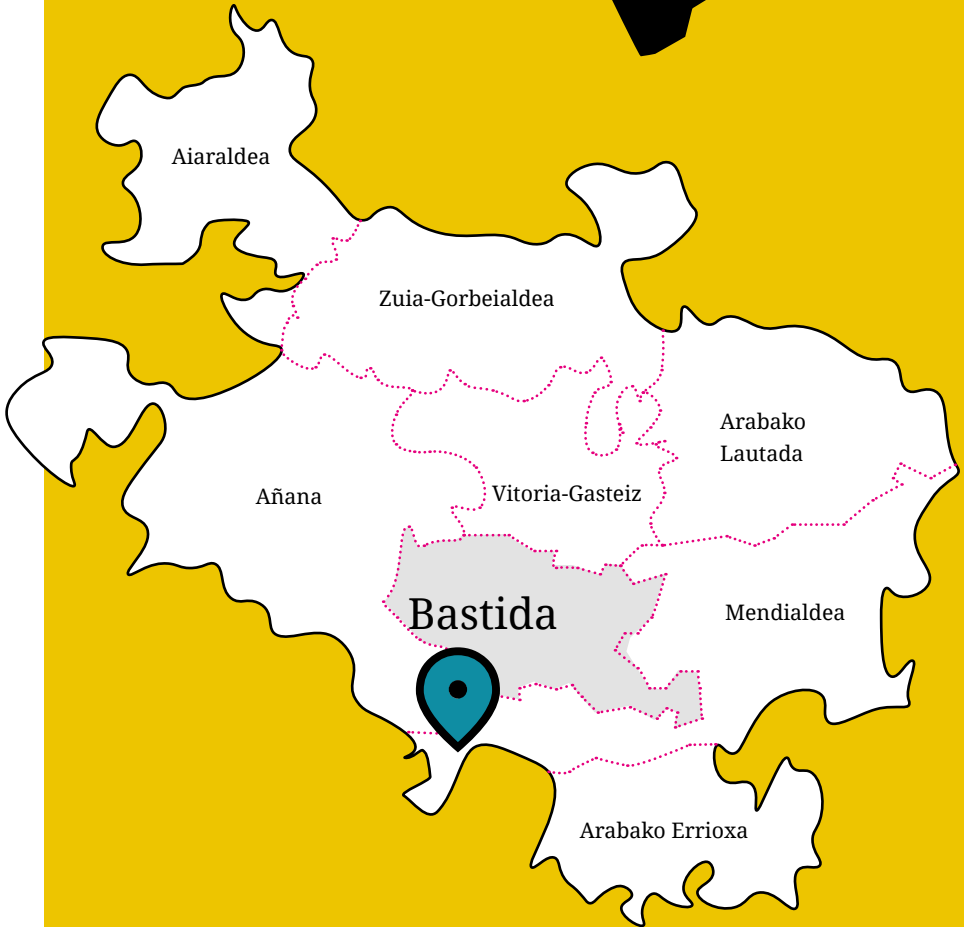 Aiaraldea
Zuia-Gorbeialdea
Arabako
Lautada
Añana
Vitoria-Gasteiz
Bastida
Mendialdea
Arabako Errioxa